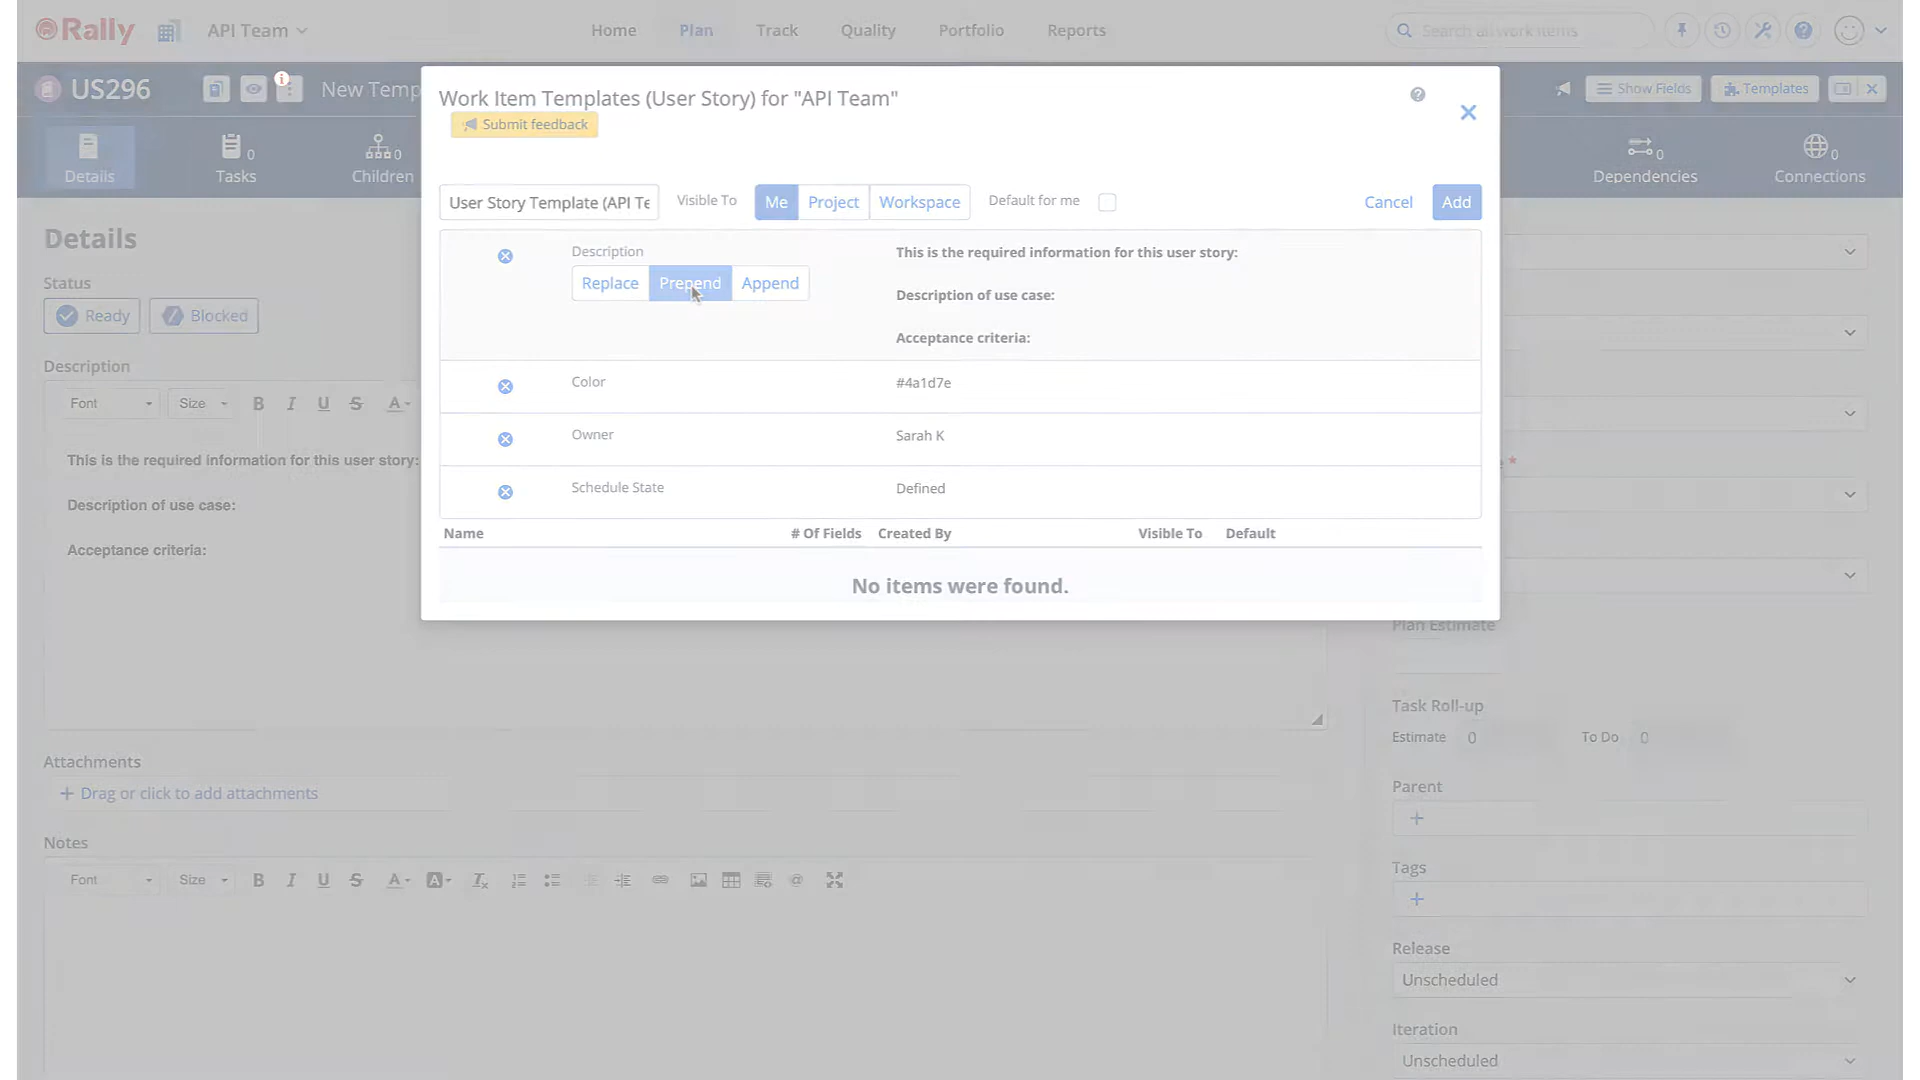 Rally API Team Home Plan Track Quality Portfolio Reports Search all work items
US296 New Temp Show Fields Templates
Details Tasks 0 Children 0 Dependencies 0 Connections 0
Work Item Templates (User Story) for "API Team"
Submit feedback
User Story Template (API Te Visible To Me Project Workspace Default for me Cancel Add
Description This is the required information for this user story:
Replace Prepend Append
Description of use case:
Acceptance criteria:
Color #4a1d7e
Owner Sarah K
Schedule State Defined
Name # Of Fields Created By Visible To Default
No items were found.
Details
Status
Ready Blocked
Description
Font Size B I U S A
This is the required information for this user story:
Description of use case:
Acceptance criteria:
Attachments
+ Drag or click to add attachments
Notes
Font Size B I U S A A Tx @
Plan Estimate
Task Roll-up
Estimate 0 To Do 0
Parent
+
Tags
+
Release
Unscheduled
Iteration
Unscheduled